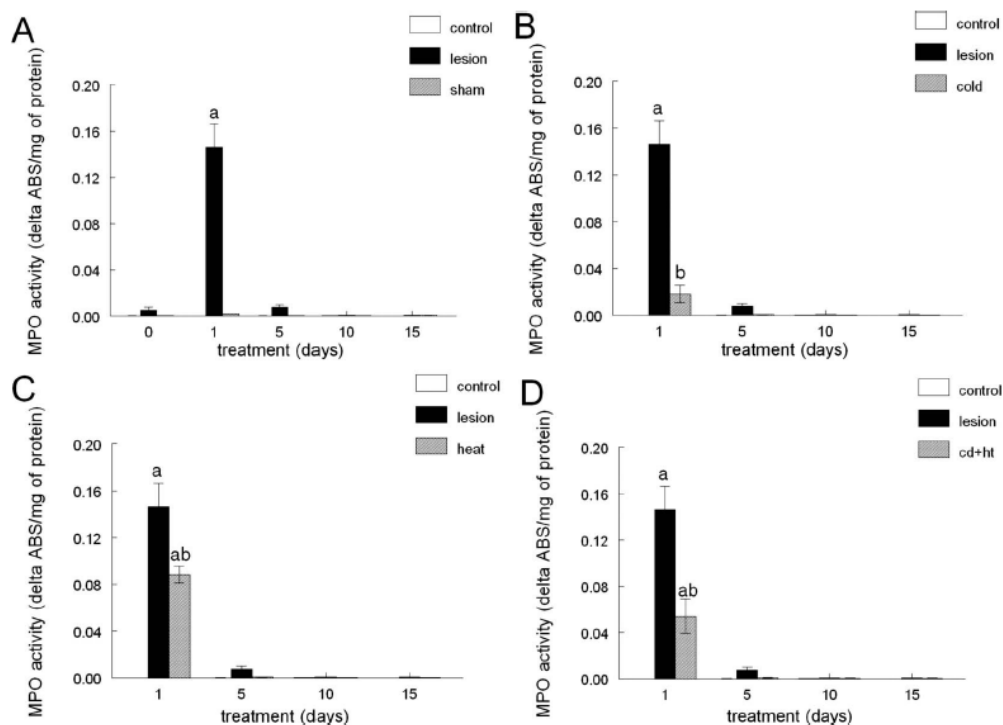 A
control
lesion
sham
MPO activity (delta ABS/mg of protein)
0.20
0.16
0.12
0.08
0.04
0.00
a
0 1 5 10 15
treatment (days)
B
control
lesion
cold
MPO activity (delta ABS/mg of protein)
0.20
0.16
0.12
0.08
0.04
0.00
a
b
1 5 10 15
treatment (days)
C
control
lesion
heat
MPO activity (delta ABS/mg of protein)
0.20
0.16
0.12
0.08
0.04
0.00
a
ab
1 5 10 15
treatment (days)
D
control
lesion
cd+ht
MPO activity (delta ABS/mg of protein)
0.20
0.16
0.12
0.08
0.04
0.00
a
ab
1 5 10 15
treatment (days)